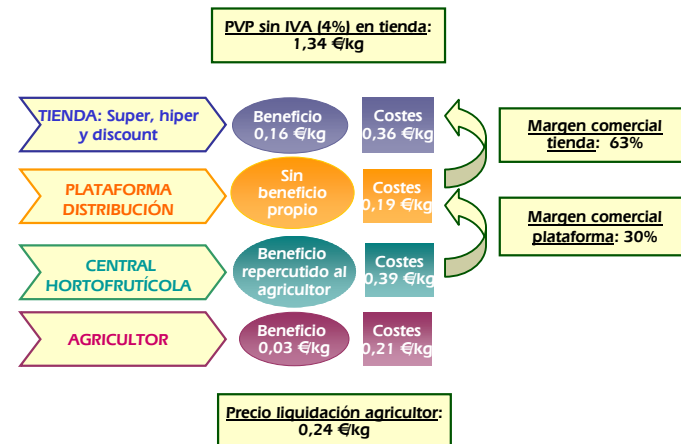 PVP sin IVA (4%) en tienda:
1,34 €/kg
TIENDA: Super, hiper
y discount
Beneficio
0,16 €/kg
Costes
0,36 €/kg
Margen comercial
tienda: 63%
PLATAFORMA
DISTRIBUCIÓN
Sin
beneficio
propio
Costes
0,19 €/kg
Margen comercial
plataforma: 30%
CENTRAL
HORTOFRUTÍCOLA
Beneficio
repercutido al
agricultor
Costes
0,39 €/kg
AGRICULTOR
Beneficio
0,03 €/kg
Costes
0,21 €/kg
Precio liquidación agricultor:
0,24 €/kg